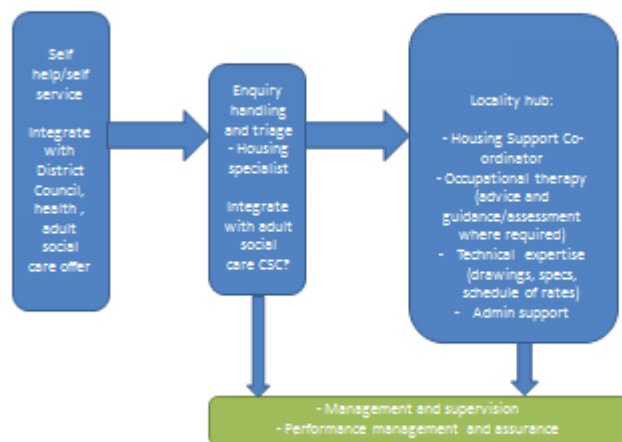 Self
help/self
service
Integrate
with
District
Council,
health ,
adult
social
care offer
Enquiry
handling
and triage
- Housing
specialist
Integrate
with adult
social
care CSC?
Locality hub:
- Housing Support Co-
ordinator
- Occupational therapy
(advice and
guidance/assessment
where required)
- Technical expertise
(drawings, specs,
schedule of rates)
- Admin support
- Management and supervision
- Performance management and assurance